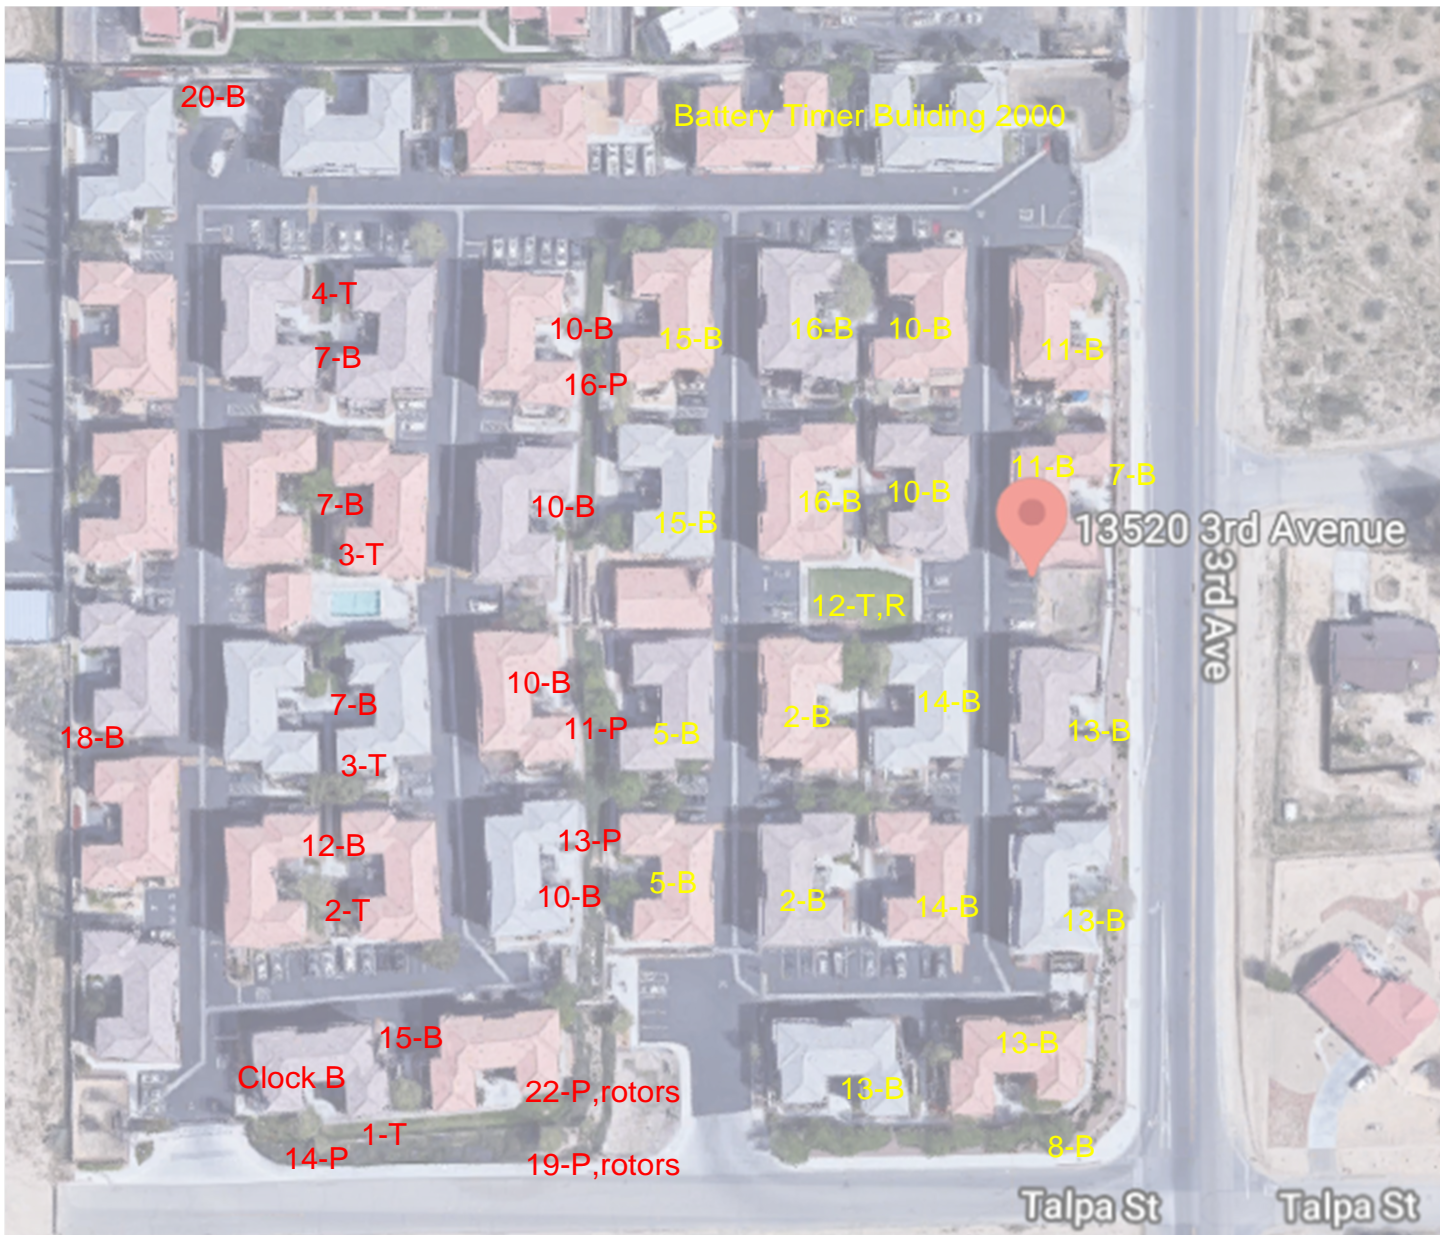 20-B
Battery Timer Building 2000
4-T
10-B
15-B
16-B
10-B
11-B
7-B
16-P
11-B
7-B
7-B
10-B
15-B
16-B
10-B
13520 3rd Avenue
3-T
3rd Ave
12-T,R
10-B
7-B
11-P
5-B
2-B
14-B
13-B
18-B
3-T
12-B
13-P
10-B
5-B
2-B
14-B
13-B
2-T
15-B
13-B
Clock B
22-P,rotors
13-B
1-T
14-P
19-P,rotors
8-B
Talpa St
Talpa St